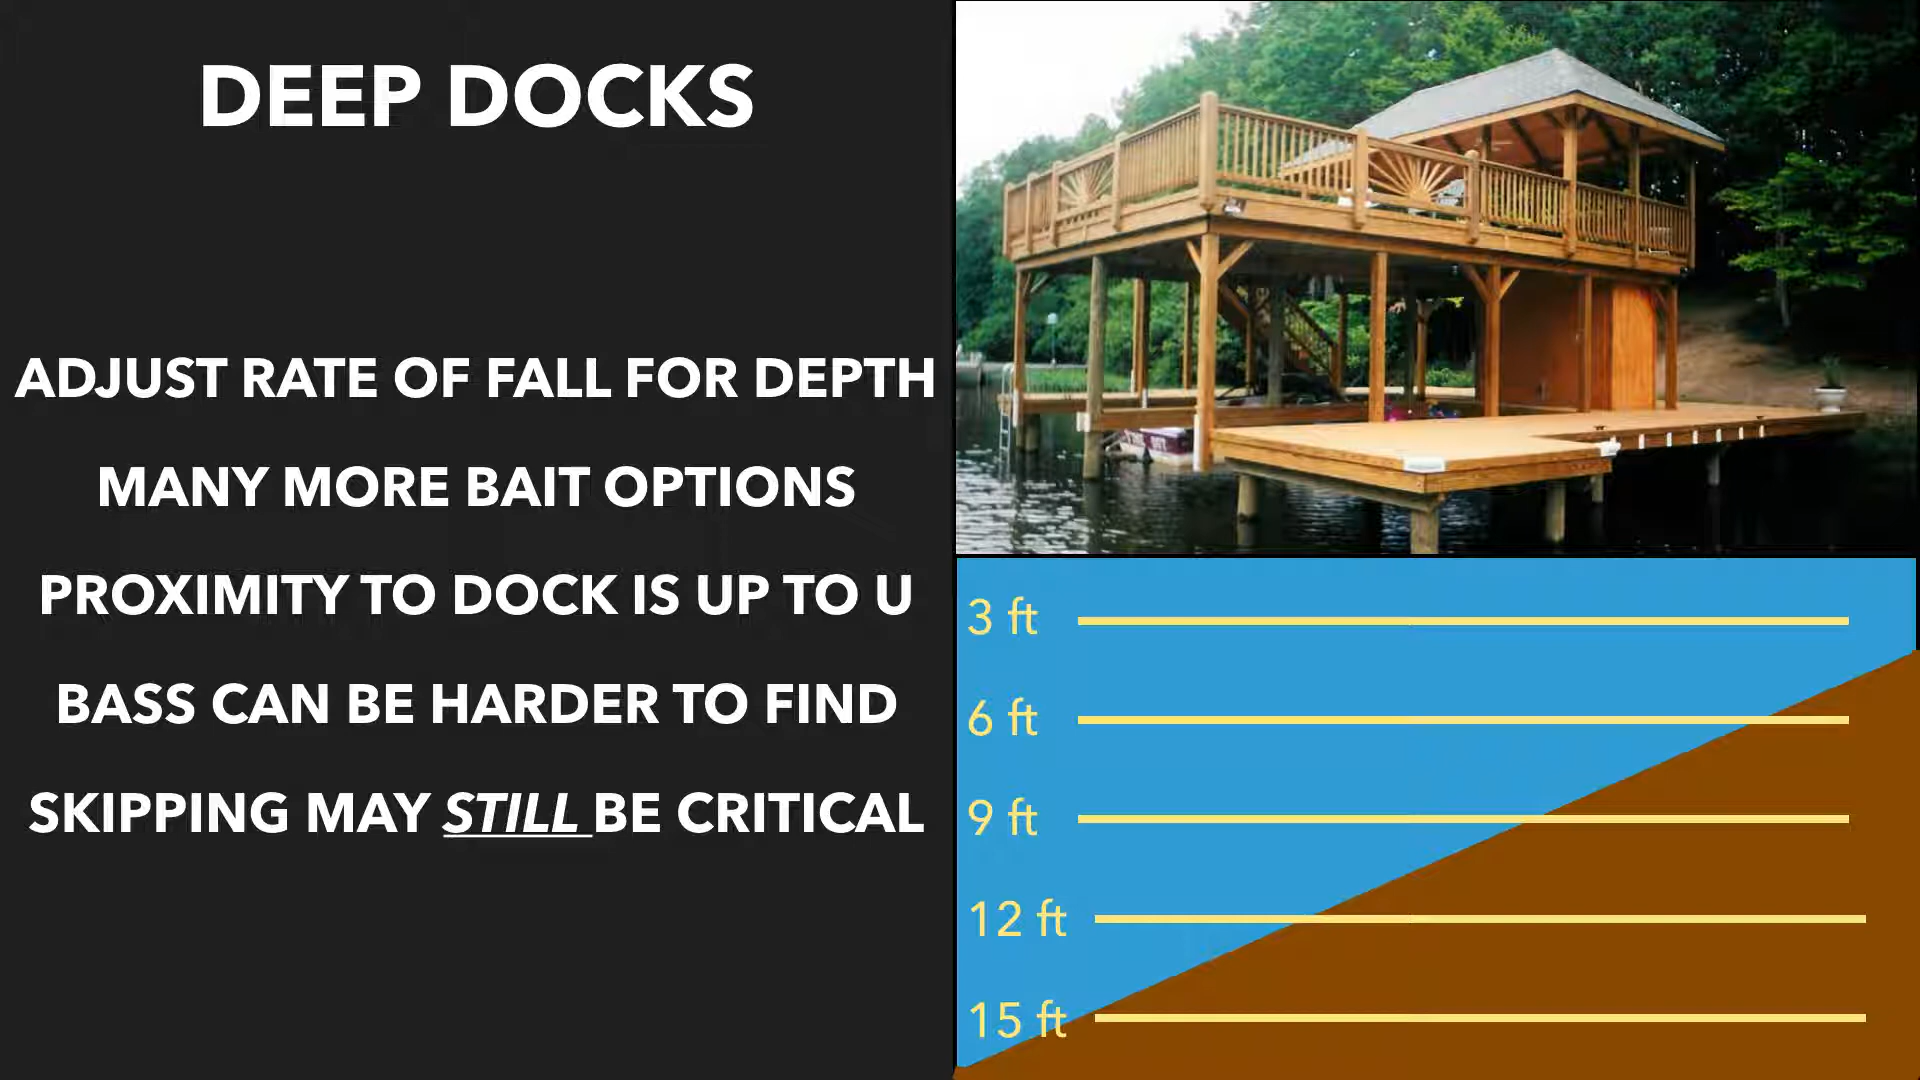 DEEP DOCKS
ADJUST RATE OF FALL FOR DEPTH
MANY MORE BAIT OPTIONS
PROXIMITY TO DOCK IS UP TO U
BASS CAN BE HARDER TO FIND
SKIPPING MAY STILL BE CRITICAL
3 ft
6 ft
9 ft
12 ft
15 ft